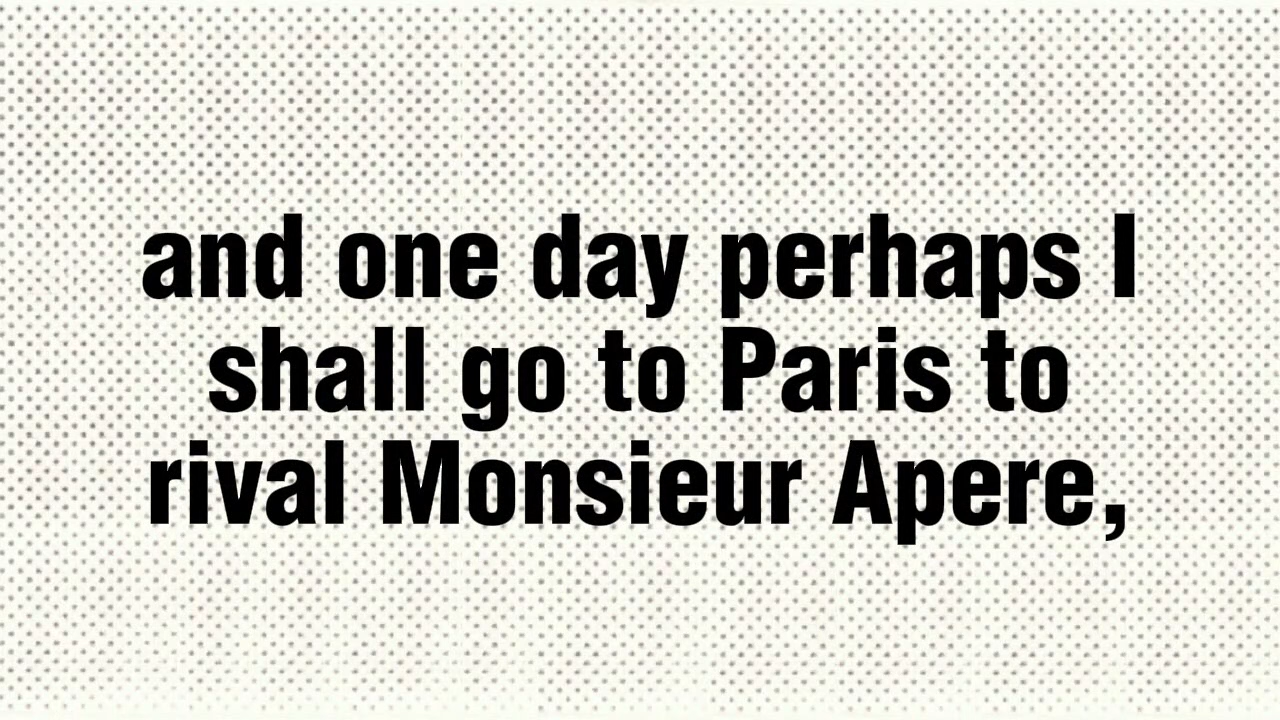 and one day perhaps I
shall go to Paris to
rival Monsieur Apere,